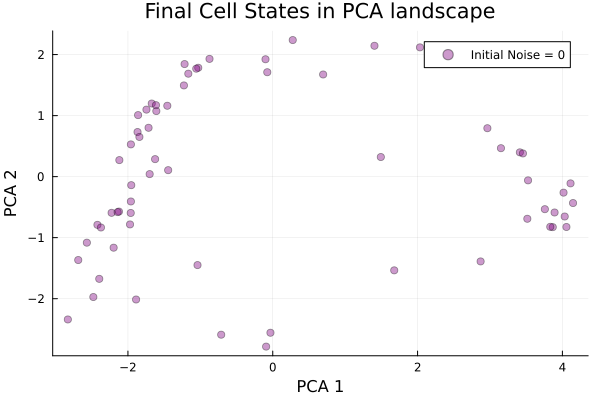 Final Cell States in PCA landscape
Initial Noise = 0
2
1
0
−1
−2
PCA 2
−2
0
2
4
PCA 1